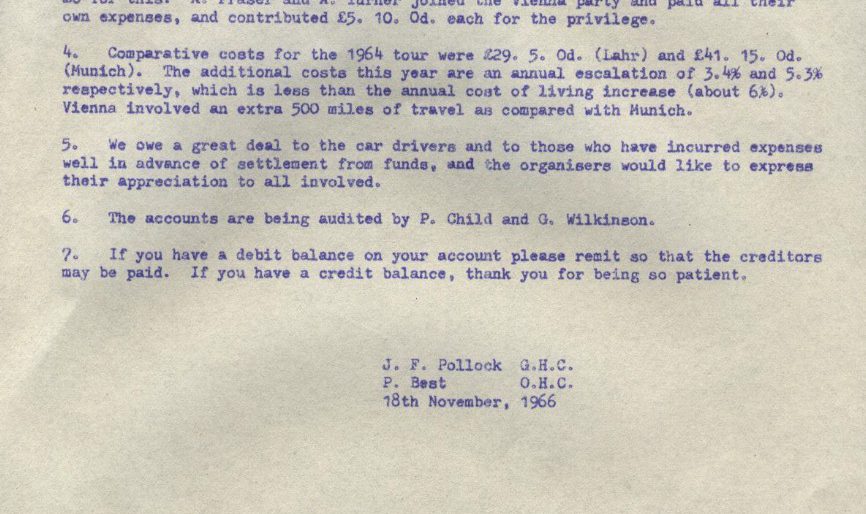 own expenses, and contributed £5. 10. 0d. each for the privilege.
4. Comparative costs for the 1964 tour were £29. 5. 0d. (Lahr) and £41. 15. 0d.
(Munich). The additional costs this year are an annual escalation of 3.4% and 5.3%
respectively, which is less than the annual cost of living increase (about 6%).
Vienna involved an extra 500 miles of travel as compared with Munich.
5. We owe a great deal to the car drivers and to those who have incurred expenses
well in advance of settlement from funds, and the organisers would like to express
their appreciation to all involved.
6. The accounts are being audited by P. Child and G. Wilkinson.
7. If you have a debit balance on your account please remit so that the creditors
may be paid. If you have a credit balance, thank you for being so patient.
J. F. Pollock G.H.C.
P. Best O.H.C.
18th November, 1966